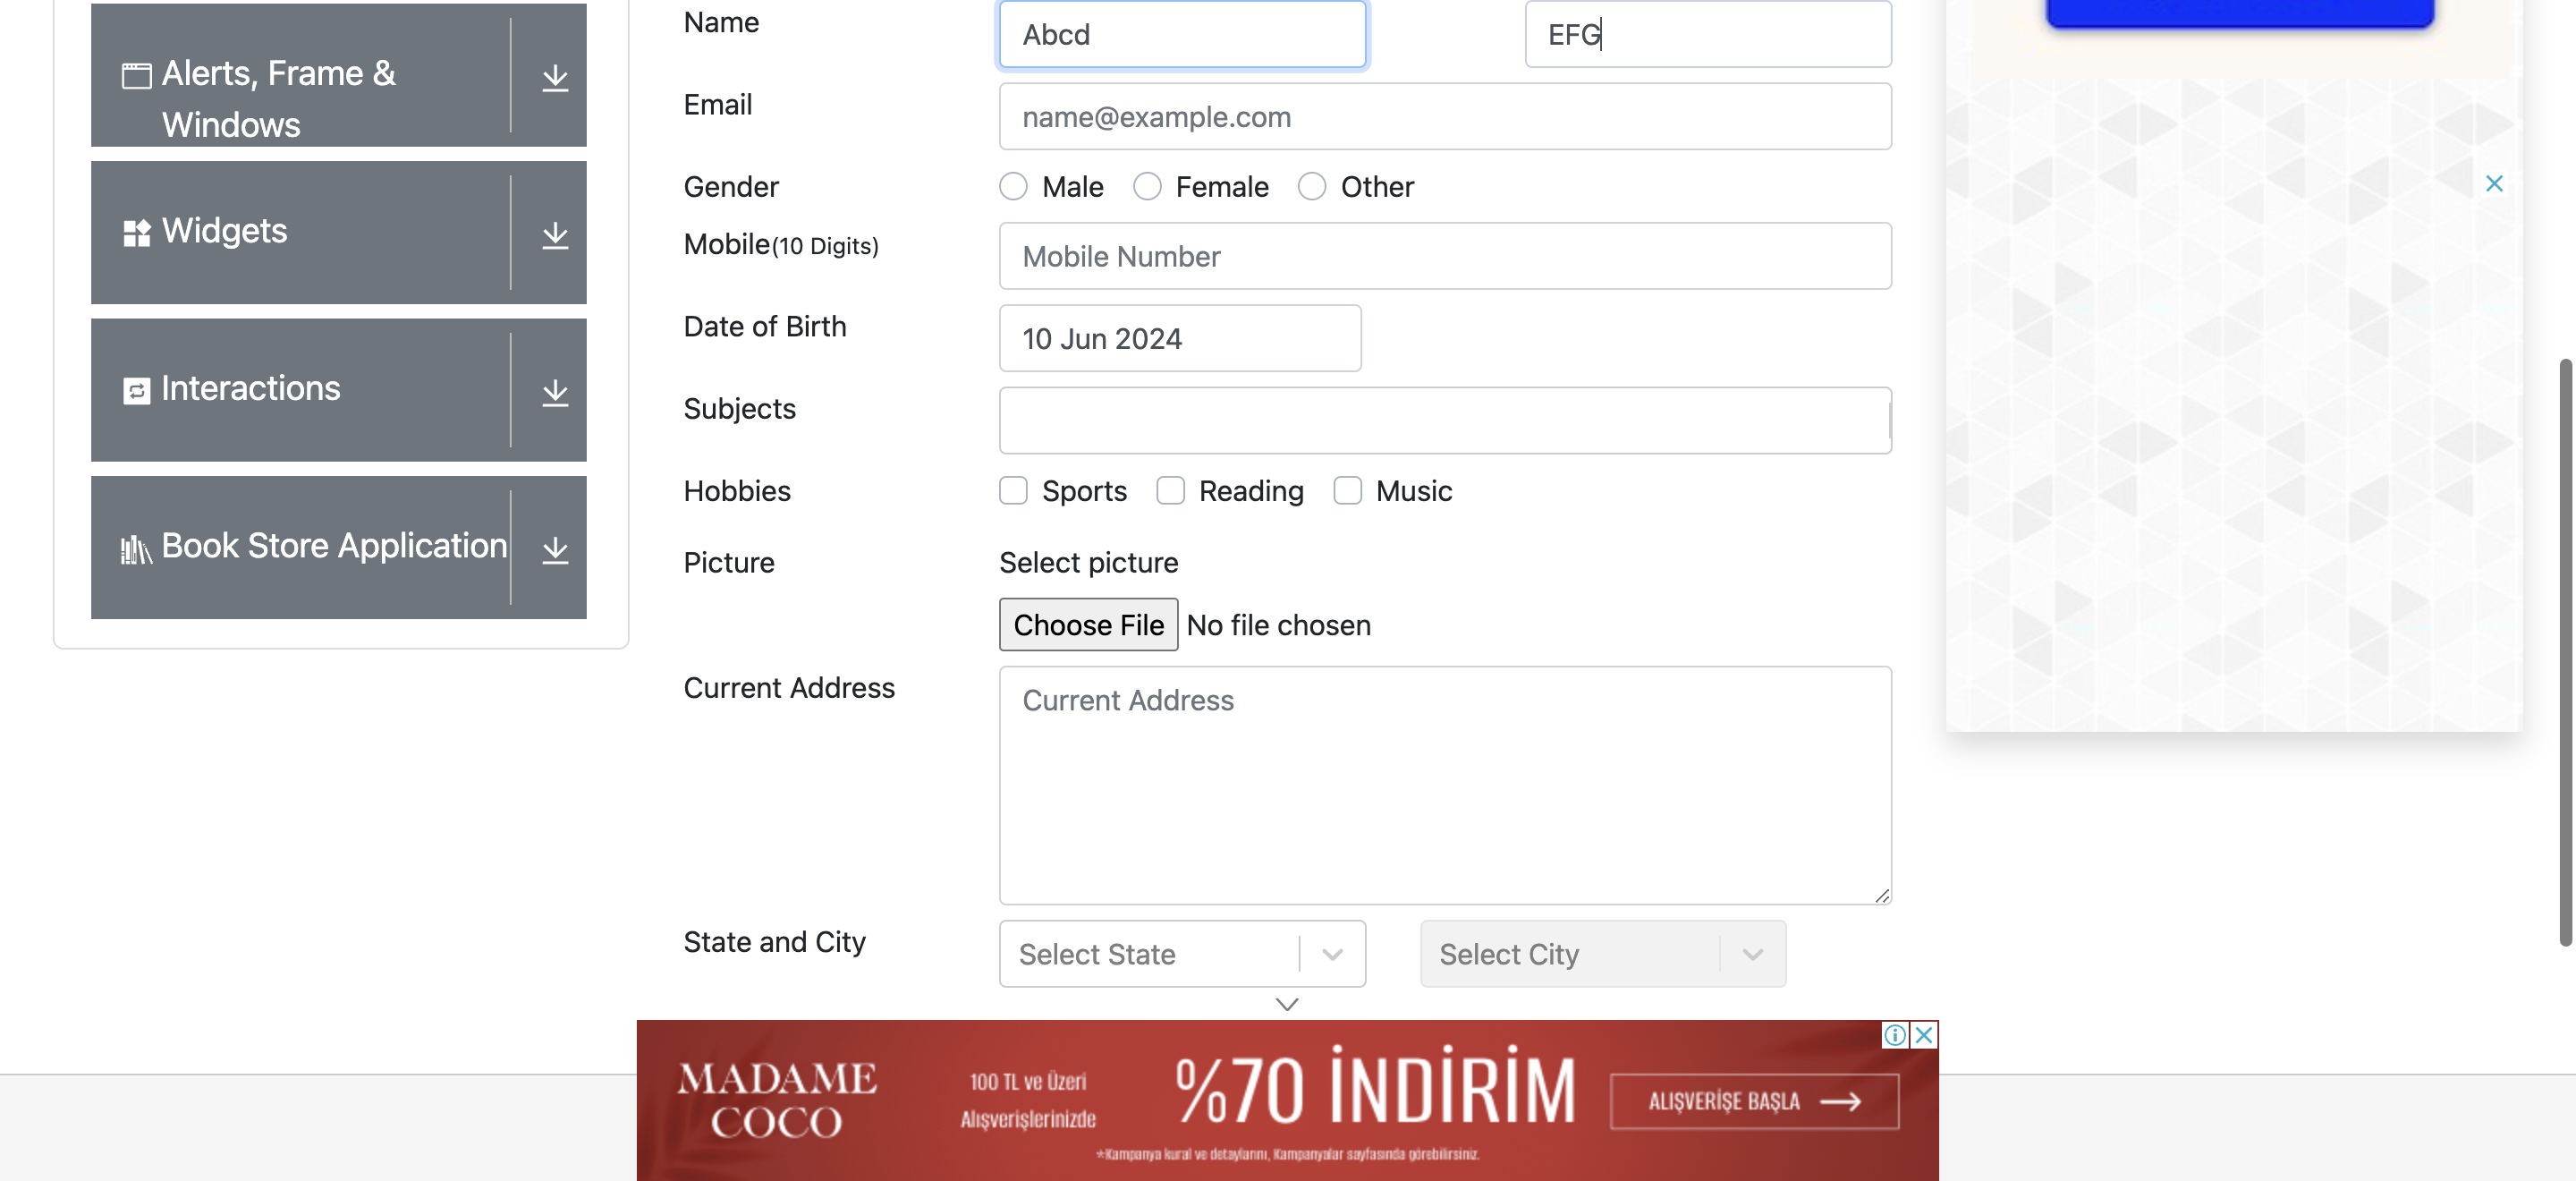 Alerts, Frame &
Windows
Widgets
Interactions
Book Store Application
Name
Abcd
EFG
Email
name@example.com
Gender
Male
Female
Other
Mobile(10 Digits)
Mobile Number
Date of Birth
10 Jun 2024
Subjects
Hobbies
Sports
Reading
Music
Picture
Select picture
Choose File
No file chosen
Current Address
Current Address
State and City
Select State
Select City
MADAME
COCO
100 TL ve Üzeri
Alışverişlerinizde
%70 İNDİRİM
ALIŞVERİŞE BAŞLA
*Kampanya kural ve detaylarını, Kampanyalar sayfasında görebilirsiniz.